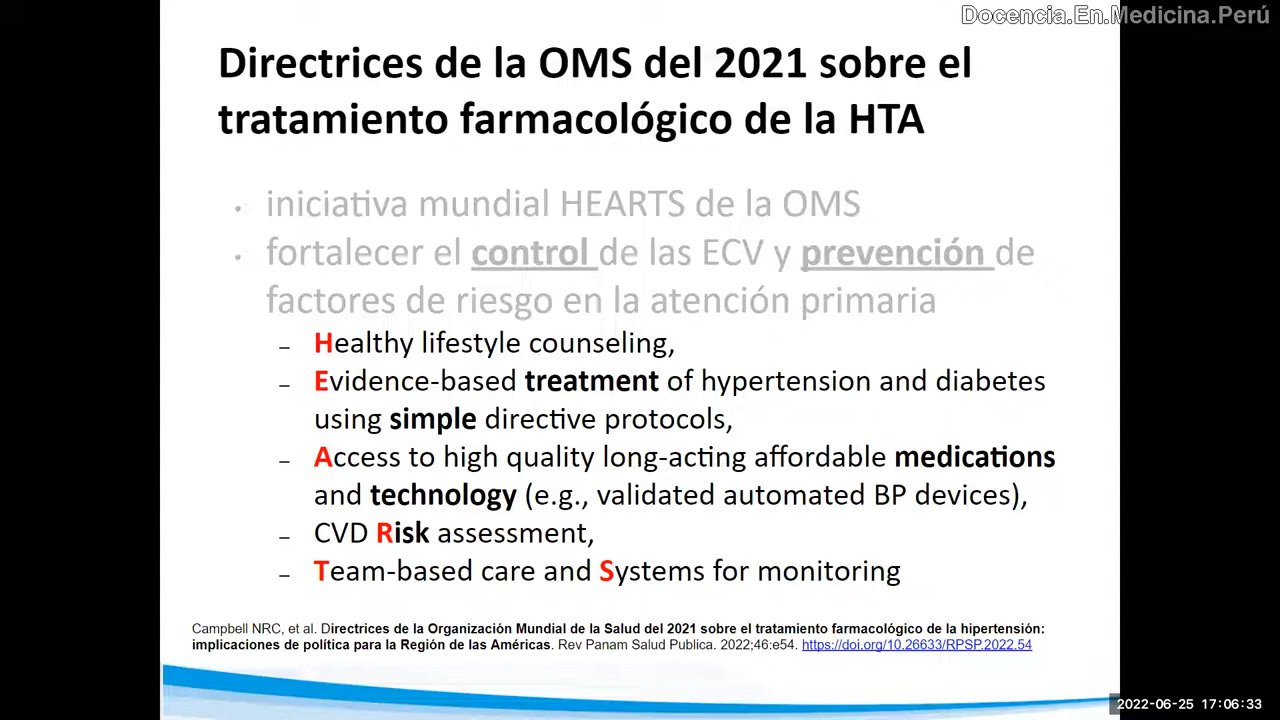 Docencia.En.Medicina.Perú
Directrices de la OMS del 2021 sobre el
tratamiento farmacológico de la HTA
• iniciativa mundial HEARTS de la OMS
• fortalecer el control de las ECV y prevención de
factores de riesgo en la atención primaria
– Healthy lifestyle counseling,
– Evidence-based treatment of hypertension and diabetes
using simple directive protocols,
– Access to high quality long-acting affordable medications
and technology (e.g., validated automated BP devices),
– CVD Risk assessment,
– Team-based care and Systems for monitoring
Campbell NRC, et al. Directrices de la Organización Mundial de la Salud del 2021 sobre el tratamiento farmacológico de la hipertensión:
implicaciones de política para la Región de las Américas. Rev Panam Salud Publica. 2022;46:e54. https://doi.org/10.26633/RPSP.2022.54
2022-06-25 17:06:33